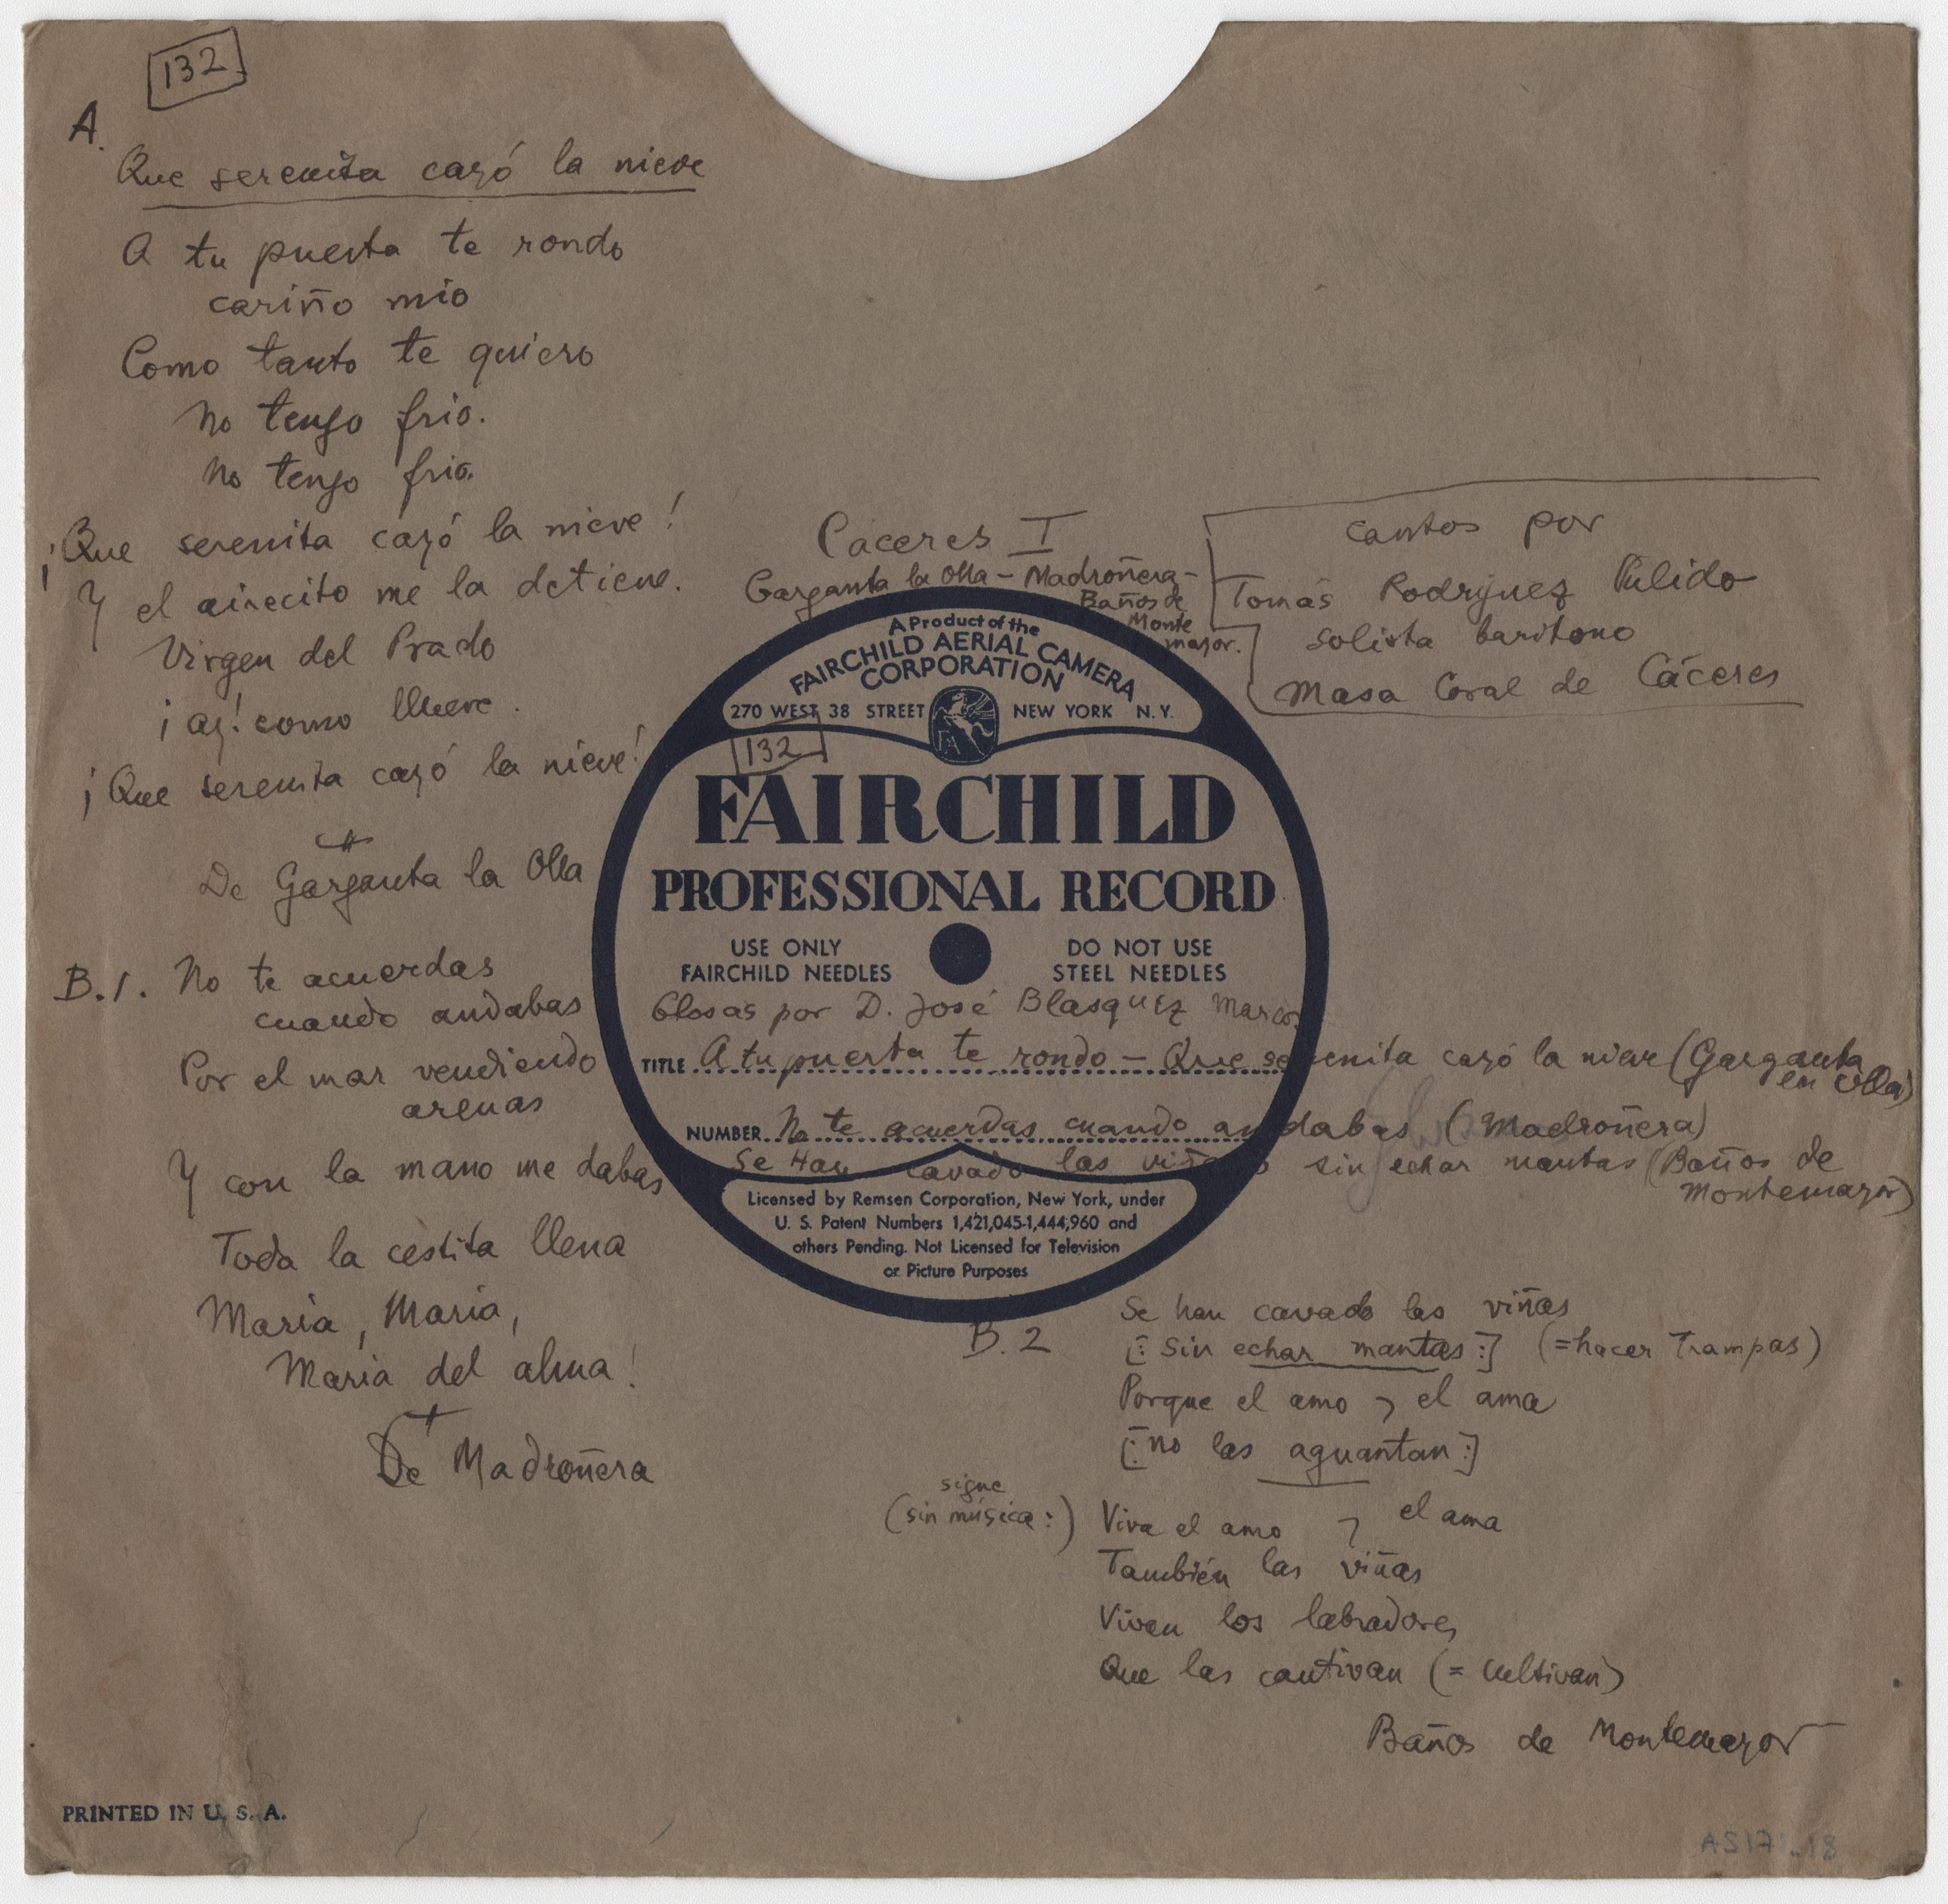 132
A.
Que serenita cayó la nieve
A tu puerta te rondo
cariño mio
Como tanto te quiero
No tengo frio.
No tengo frio.
¡Que serenita cayó la nieve!
Y el airecito me la detiene.
Virgen del Prado
¡ay! como llueve.
¡Que serenita cayó la nieve!
De Garganta la Olla
B.1. No te acuerdas
cuando andabas
Por el mar vendiendo
arenas
Y con la mano me dabas
Toda la cestita llena
Maria, Maria,
Maria del alma!
De Madroñera
Cáceres I
Garganta la Olla - Madroñera -
Baños de
Monte
mayor.
cantos por
Tomás Rodriguez Pulido
solista baritono
Masa Coral de Cáceres
A Product of the
FAIRCHILD AERIAL CAMERA
CORPORATION
270 WEST 38 STREET NEW YORK N.Y.
132
FAIRCHILD
PROFESSIONAL RECORD
USE ONLY
FAIRCHILD NEEDLES
DO NOT USE
STEEL NEEDLES
Glosas por D. José Blasquez Marcos
TITLE A tu puerta te rondo - Que serenita cayó la nieve (Garganta
en olla)
NUMBER No te acuerdas cuando andabas (Madroñera)
Se Han cavado las viñas sin echar mantas (Baños de
Montemayor)
Licensed by Remsen Corporation, New York, under
U. S. Patent Numbers 1,421,045-1,444,960 and
others Pending. Not Licensed for Television
or Picture Purposes
B.2
Se han cavado las viñas
[: Sin echar mantas :] (=hacer Trampas)
Porque el amo y el ama
[: no las aguantan :]
sigue
(sin música:)
Viva el amo y el ama
También las viñas
Vivan los labradores
Que las cautivan (= cultivan)
Baños de Montemayor
PRINTED IN U. S. A.
AS171-18